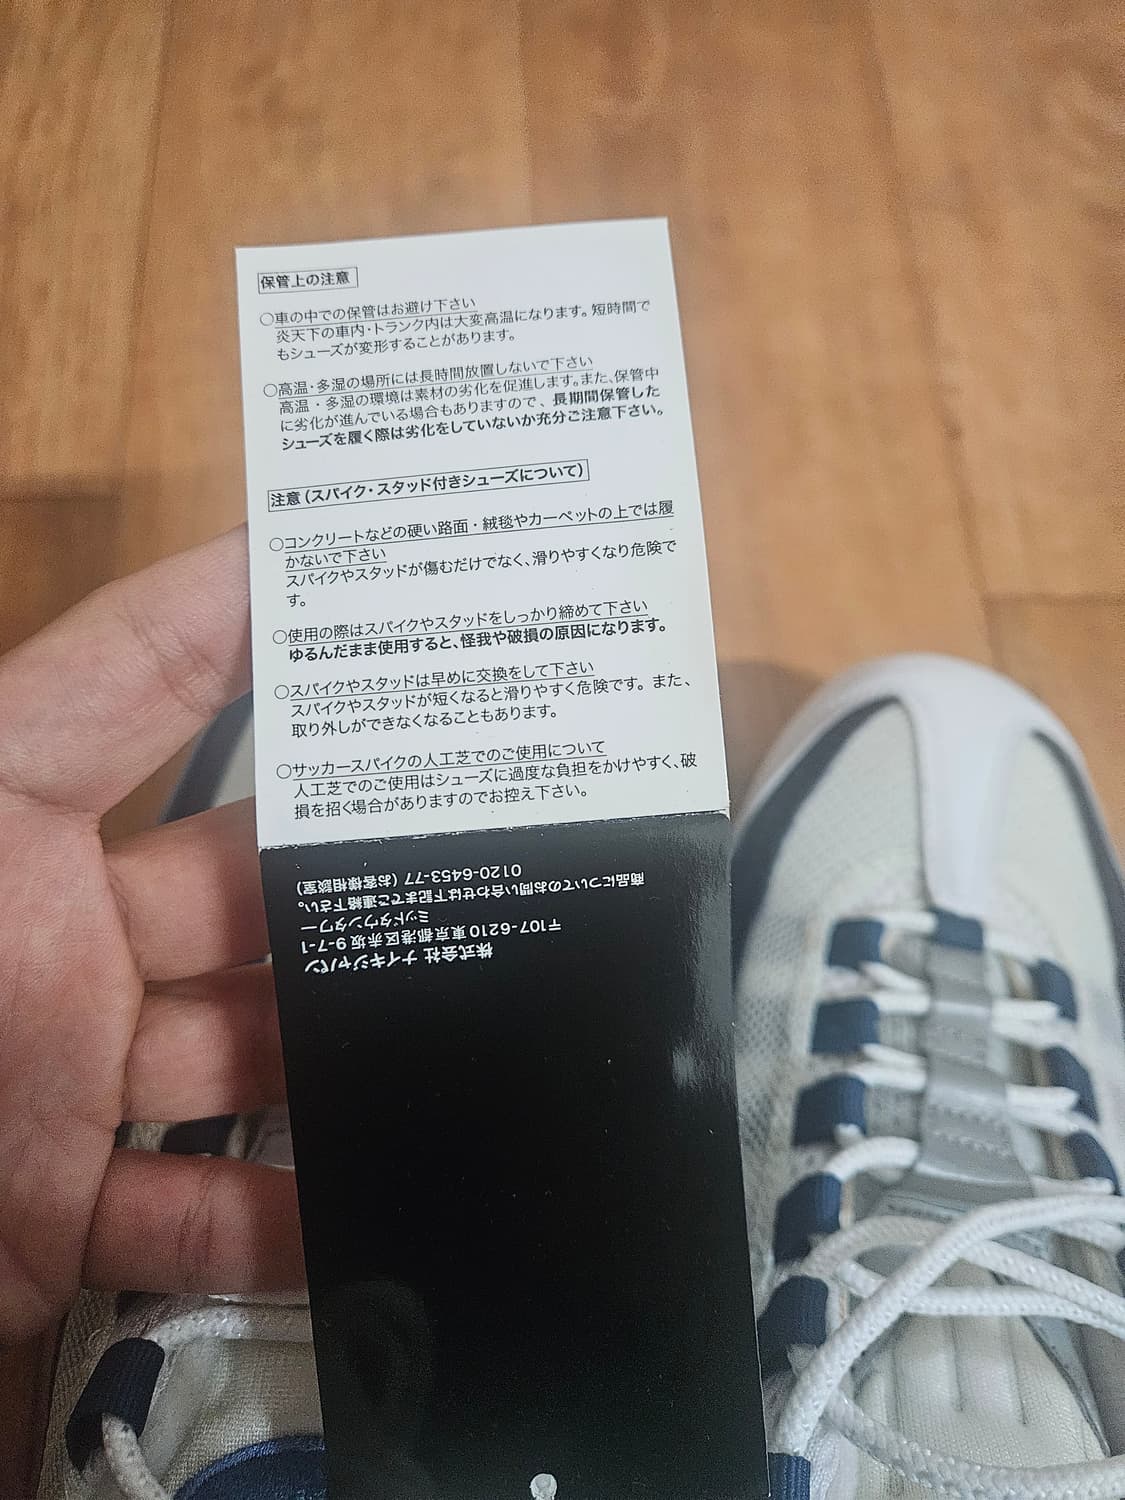 保管上の注意
○車の中での保管はお避け下さい
炎天下の車内・トランク内は大変高温になります。短時間で
もシューズが変形することがあります。
○高温・多湿の場所には長時間放置しないで下さい
高温・多湿の環境は素材の劣化を促進します。また、保管中
に劣化が進んでいる場合もありますので、長期間保管した
シューズを履く際は劣化をしていないか充分ご注意下さい。
注意（スパイク・スタッド付きシューズについて）
○コンクリートなどの硬い路面・絨毯やカーペットの上では履
かないで下さい
スパイクやスタッドが傷むだけでなく、滑りやすくなり危険で
す。
○使用の際はスパイクやスタッドをしっかり締めて下さい
ゆるんだまま使用すると、怪我や破損の原因になります。
○スパイクやスタッドは早めに交換をして下さい
スパイクやスタッドが短くなると滑りやすく危険です。また、
取り外しができなくなることもあります。
○サッカースパイクの人工芝でのご使用について
人工芝でのご使用はシューズに過度な負担をかけやすく、破
損を招く場合がありますのでお控え下さい。
株式会社 ナイキジャパン
〒107-6210 東京都港区赤坂 9-7-1
ミッドタウンタワー
商品についてのお問い合わせは下記までご連絡下さい。
0120-6453-77（お客様相談室）